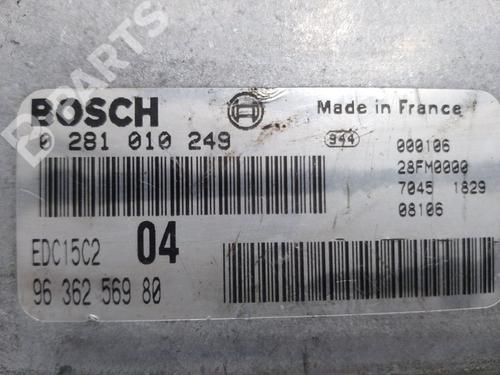 B-PARTS
BOSCH
Made in France
0 281 010 249
944
000106
28FM0000
7045 1829
08106
EDC15C2
04
96 362 569 80